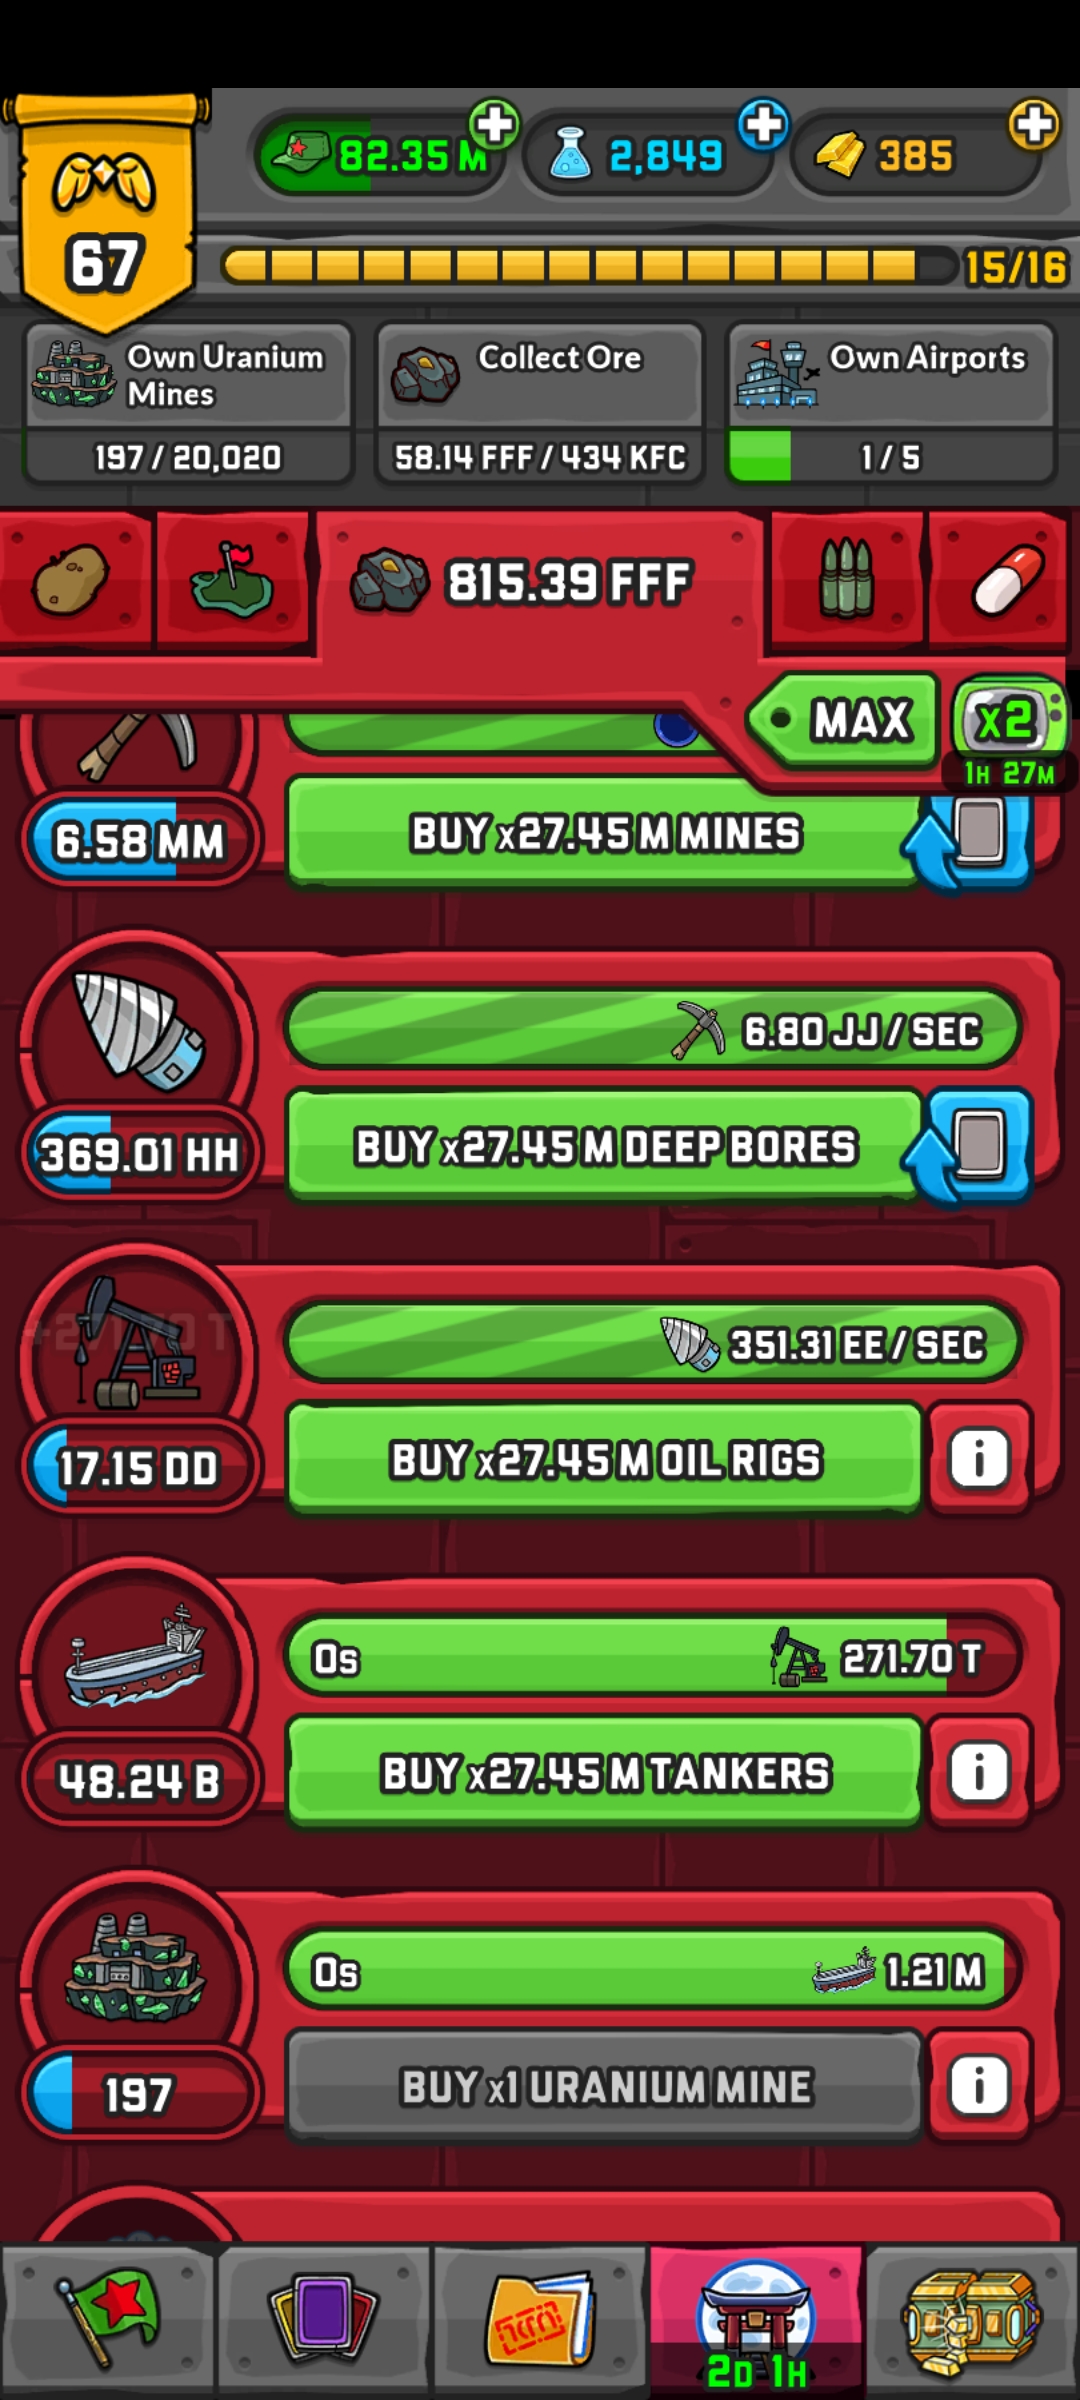 82.35 M
2,849
385
67
15/16
Own Uranium
Mines
197 / 20,020
Collect Ore
58.14 FFF / 434 KFC
Own Airports
1 / 5
815.39 FFF
MAX
x2
1H 27M
6.58 MM
BUY x27.45 M MINES
6.80 JJ / SEC
369.01 HH
BUY x27.45 M DEEP BORES
+271.70 T
351.31 EE / SEC
17.15 DD
BUY x27.45 M OIL RIGS
i
0s
271.70 T
48.24 B
BUY x27.45 M TANKERS
i
0s
1.21 M
197
BUY x1 URANIUM MINE
i
2D 1H